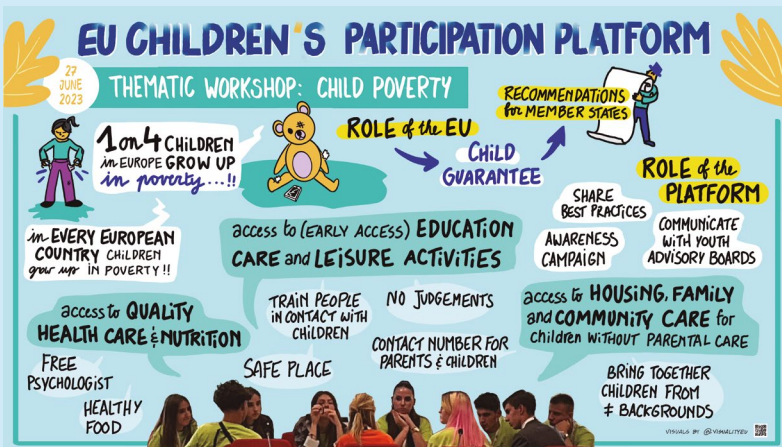 EU CHILDREN'S PARTICIPATION PLATFORM
27
JUNE
2023
THEMATIC WORKSHOP: CHILD POVERTY
1 on 4 CHILDREN
in EUROPE GROW UP
in poverty...!!
in EVERY EUROPEAN
COUNTRY CHILDREN
grow up IN POVERTY!!
ROLE of the EU
CHILD
GUARANTEE
RECOMMENDATIONS
for MEMBER STATES
ROLE of the
PLATFORM
SHARE
BEST PRACTICES
AWARENESS
CAMPAIGN
COMMUNICATE
WITH YOUTH
ADVISORY BOARDS
access to (EARLY ACCESS) EDUCATION
CARE and LEISURE ACTIVITIES
TRAIN PEOPLE
IN CONTACT WITH
CHILDREN
NO JUDGEMENTS
SAFE PLACE
CONTACT NUMBER FOR
PARENTS & CHILDREN
access to QUALITY
HEALTH CARE & NUTRITION
FREE
PSYCHOLOGIST
HEALTHY
FOOD
access to HOUSING, FAMILY
and COMMUNITY CARE for
children WITHOUT PARENTAL CARE
BRING TOGETHER
CHILDREN FROM
≠ BACKGROUNDS
VISUALS BY @VISUALITYEU